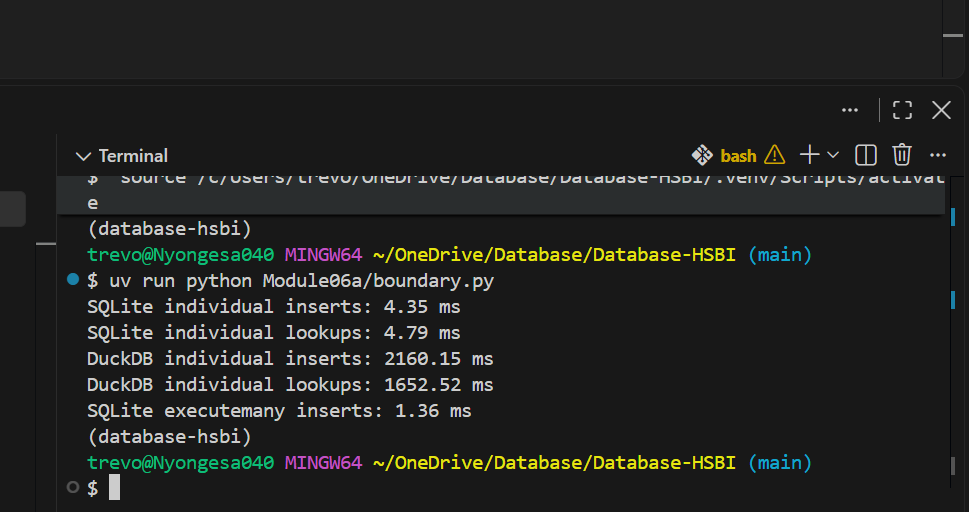 Terminal
bash
$ source /c/Users/trevo/OneDrive/Database/Database-HSBI/.venv/Scripts/activat
e
(database-hsbi)
trevo@Nyongesa040 MINGW64 ~/OneDrive/Database/Database-HSBI (main)
$ uv run python Module06a/boundary.py
SQLite individual inserts: 4.35 ms
SQLite individual lookups: 4.79 ms
DuckDB individual inserts: 2160.15 ms
DuckDB individual lookups: 1652.52 ms
SQLite executemany inserts: 1.36 ms
(database-hsbi)
trevo@Nyongesa040 MINGW64 ~/OneDrive/Database/Database-HSBI (main)
$